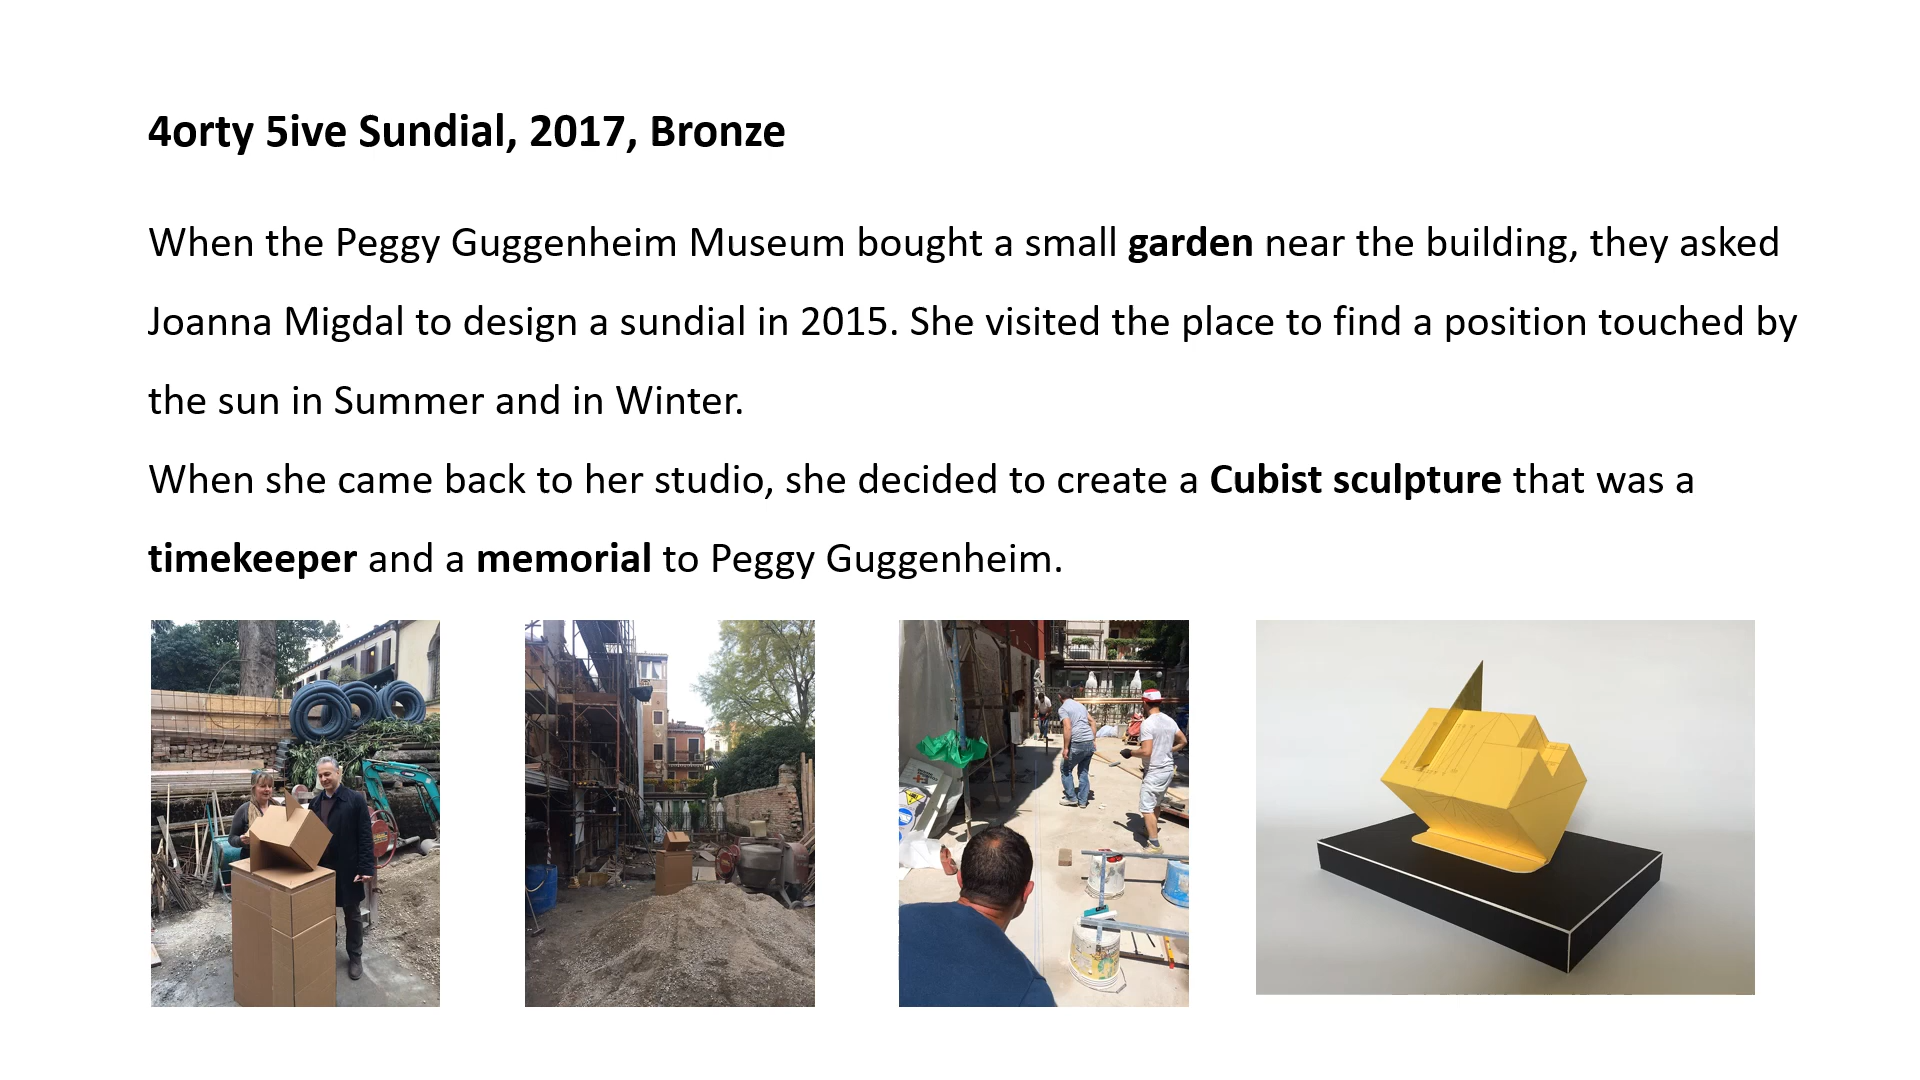 4orty 5ive Sundial, 2017, Bronze
When the Peggy Guggenheim Museum bought a small garden near the building, they asked
Joanna Migdal to design a sundial in 2015. She visited the place to find a position touched by
the sun in Summer and in Winter.
When she came back to her studio, she decided to create a Cubist sculpture that was a
timekeeper and a memorial to Peggy Guggenheim.